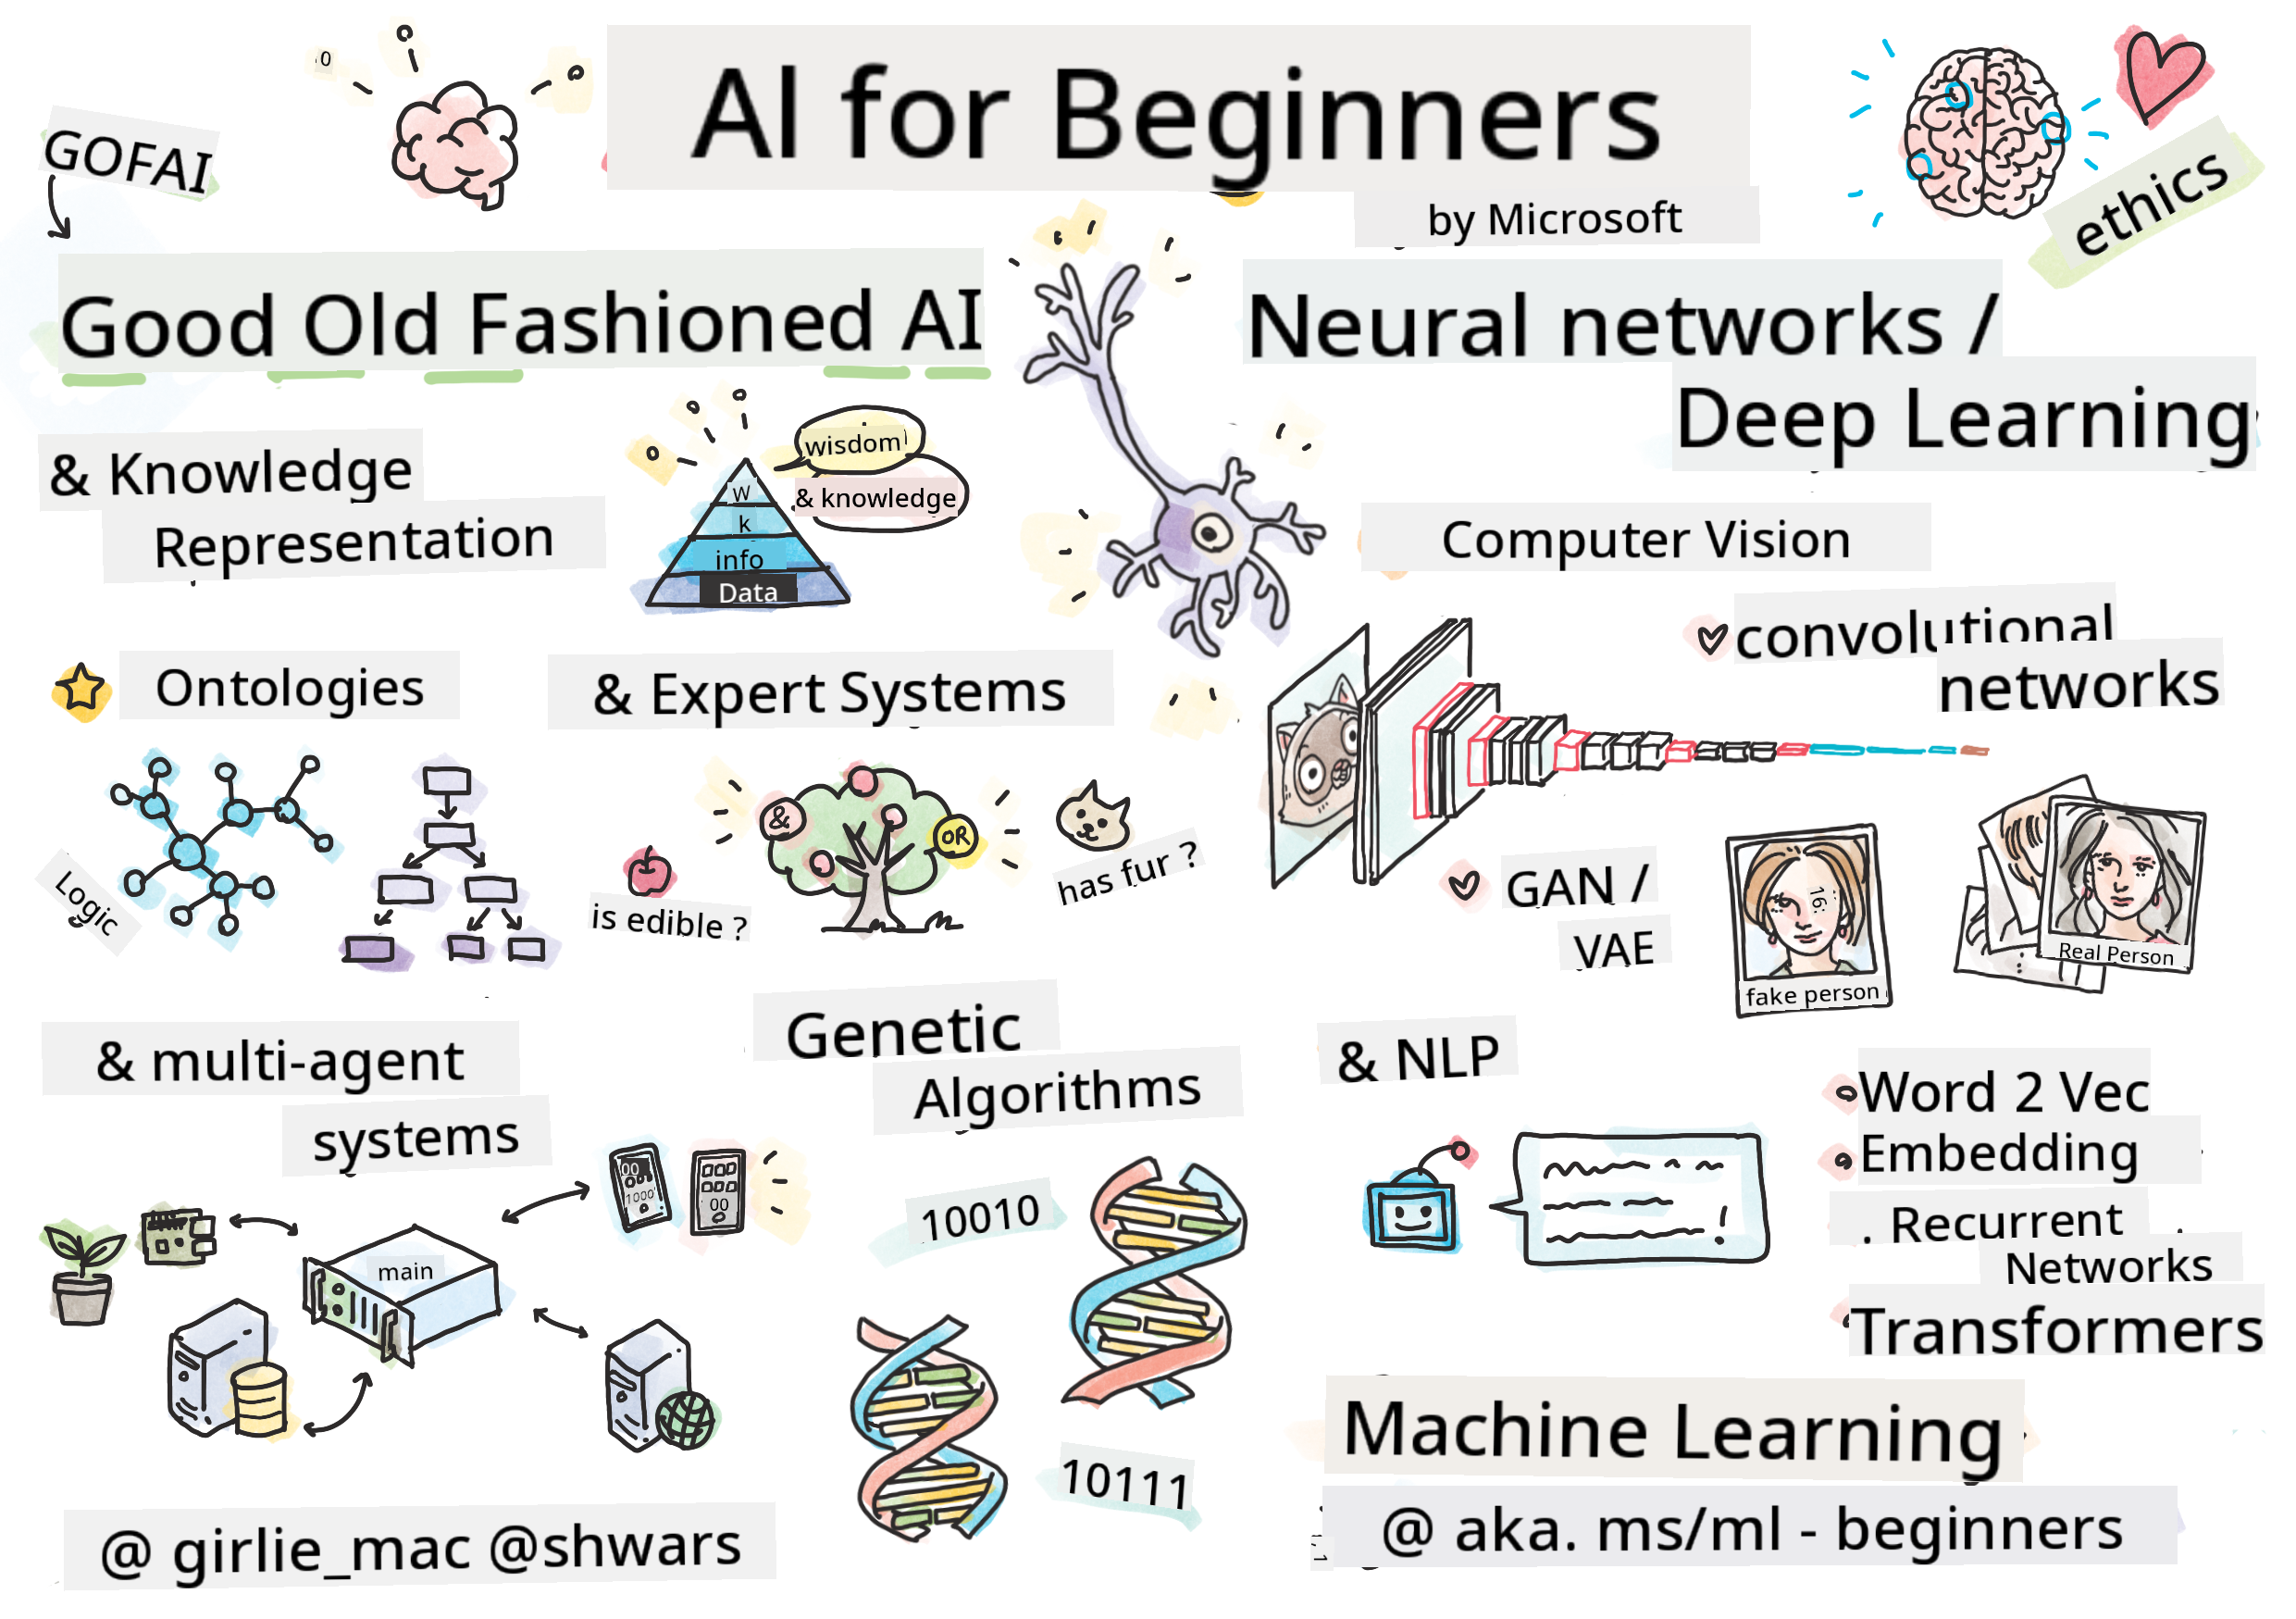 AI for Beginners
by Microsoft
GOFAI
Good Old Fashioned AI
& Knowledge
Representation
wisdom
& knowledge
W
k
info
Data
Ontologies
Logic
& Expert Systems
&
OR
is edible ?
has fur ?
& multi-agent
systems
main
Genetic
Algorithms
10010
10111
@ girlie_mac @shwars
ethics
Neural networks /
Deep Learning
Computer Vision
convolutional
networks
GAN /
VAE
fake person
Real Person
& NLP
Word 2 Vec
Embedding
. Recurrent
Networks
Transformers
Machine Learning
@ aka. ms/ml - beginners